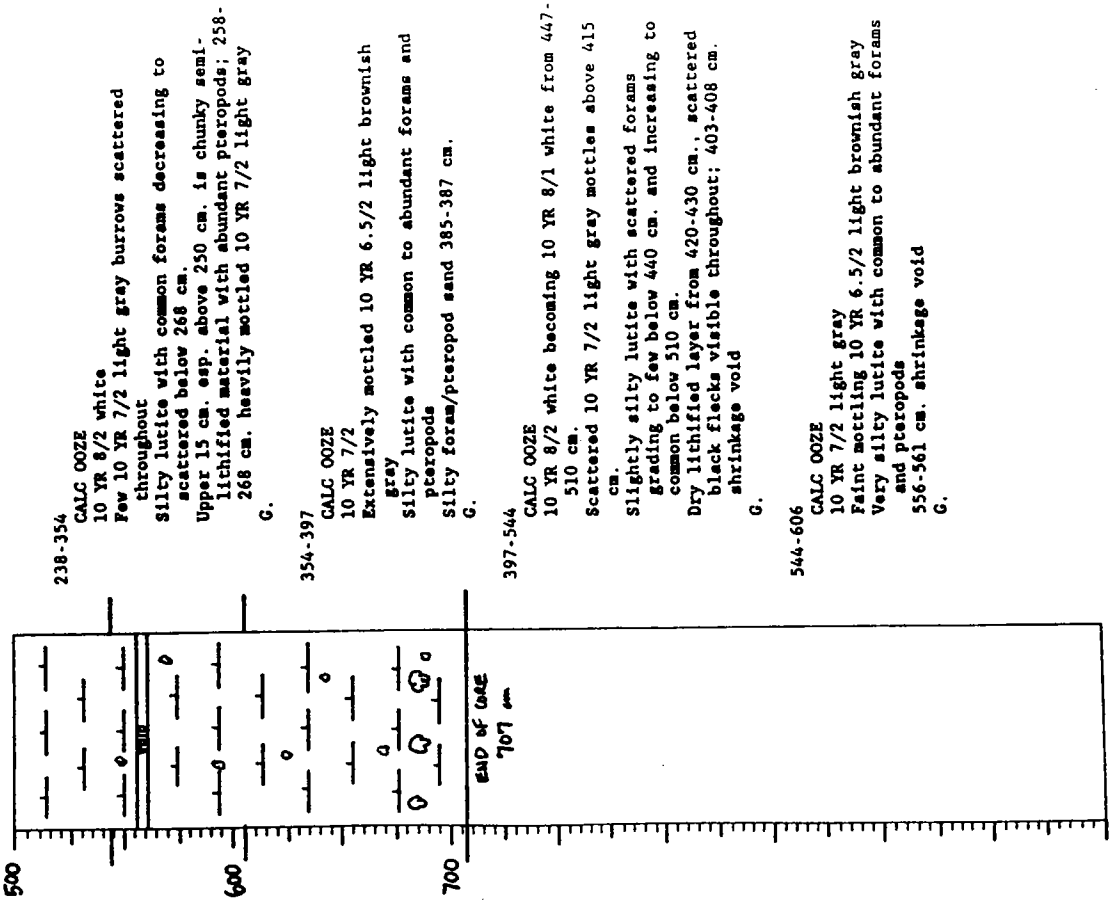 500
VOID
600
700
END OF CORE
707 cm
238-354
CALC OOZE
10 YR 8/2 white
Few 10 YR 7/2 light gray burrows scattered
throughout
Silty lutite with common forams decreasing to
scattered below 268 cm.
Upper 15 cm. esp. above 250 cm. is chunky semi-
lithified material with abundant pteropods; 258-
268 cm. heavily mottled 10 YR 7/2 light gray
G.
354-397
CALC OOZE
10 YR 7/2
Extensively mottled 10 YR 6.5/2 light brownish
gray
Silty lutite with common to abundant forams and
pteropods
Silty foram/pteropod sand 385-387 cm.
G.
397-544
CALC OOZE
10 YR 8/2 white becoming 10 YR 8/1 white from 447-
510 cm.
Scattered 10 YR 7/2 light gray mottles above 415
cm.
Slightly silty lutite with scattered forams
grading to few below 440 cm. and increasing to
common below 510 cm.
Dry lithified layer from 420-430 cm., scattered
black flecks visible throughout; 403-408 cm.
shrinkage void
G.
544-606
CALC OOZE
10 YR 7/2 light gray
Faint mottling 10 YR 6.5/2 light brownish gray
Very silty lutite with common to abundant forams
and pteropods
556-561 cm. shrinkage void
G.